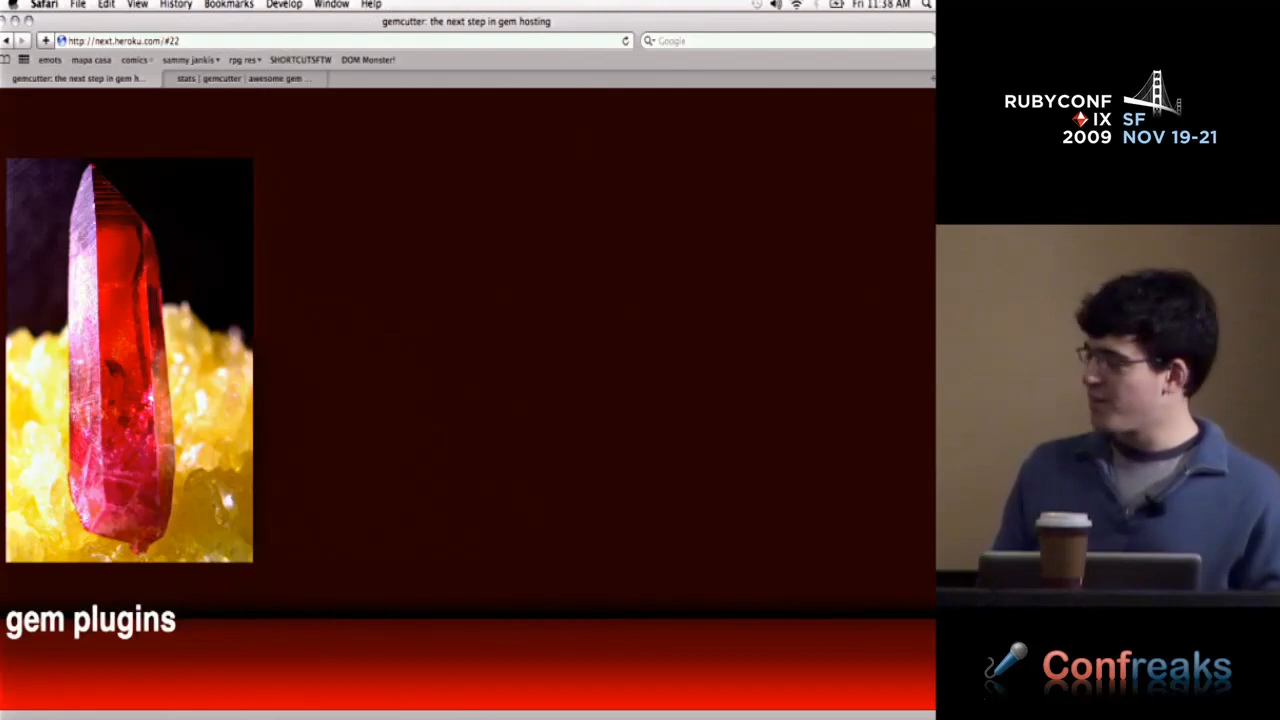 Safari File Edit View History Bookmarks Develop Window Help Fri 11:38 AM
gemcutter: the next step in gem hosting
http://next.heroku.com/#22 Google
emots mapa casa comics sammy jankis rpg res SHORTCUTSFTW DOM Monster!
gemcutter: the next step in gem h... stats | gemcutter | awesome gem ...
gem plugins
RUBYCONF
IX SF
2009 NOV 19-21
Confreaks